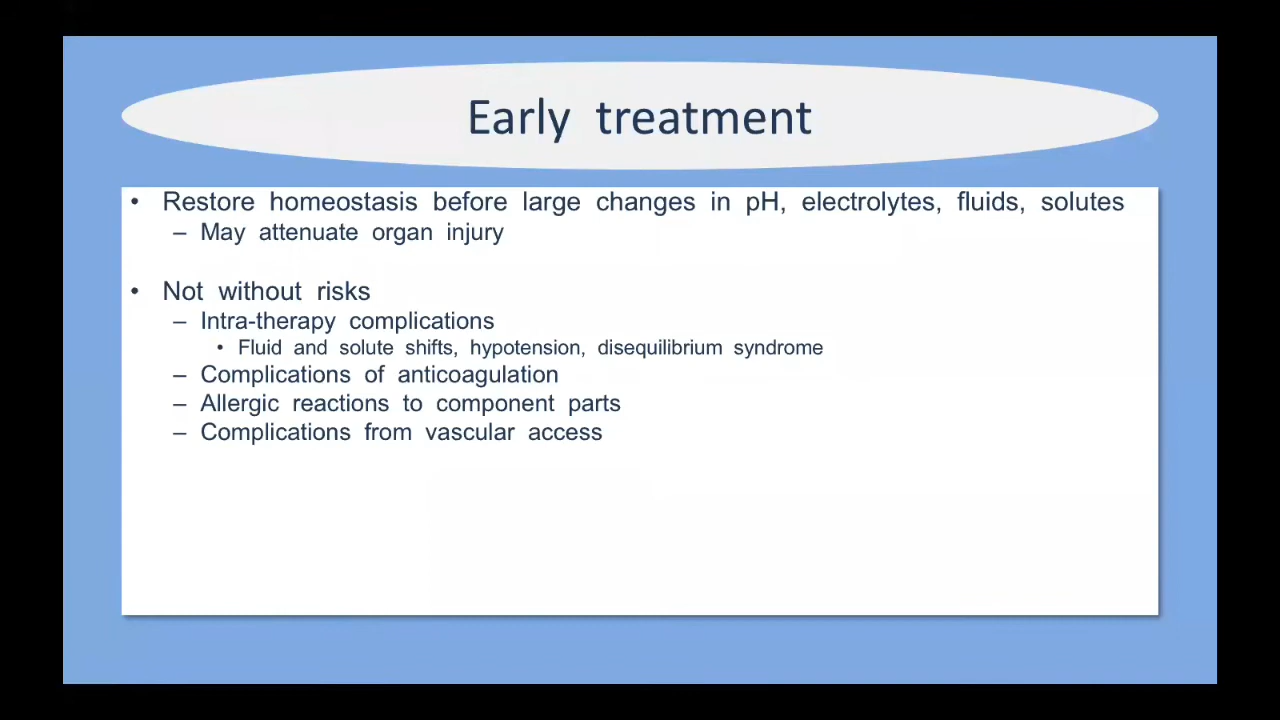 Early treatment
• Restore homeostasis before large changes in pH, electrolytes, fluids, solutes
– May attenuate organ injury
• Not without risks
– Intra-therapy complications
• Fluid and solute shifts, hypotension, disequilibrium syndrome
– Complications of anticoagulation
– Allergic reactions to component parts
– Complications from vascular access